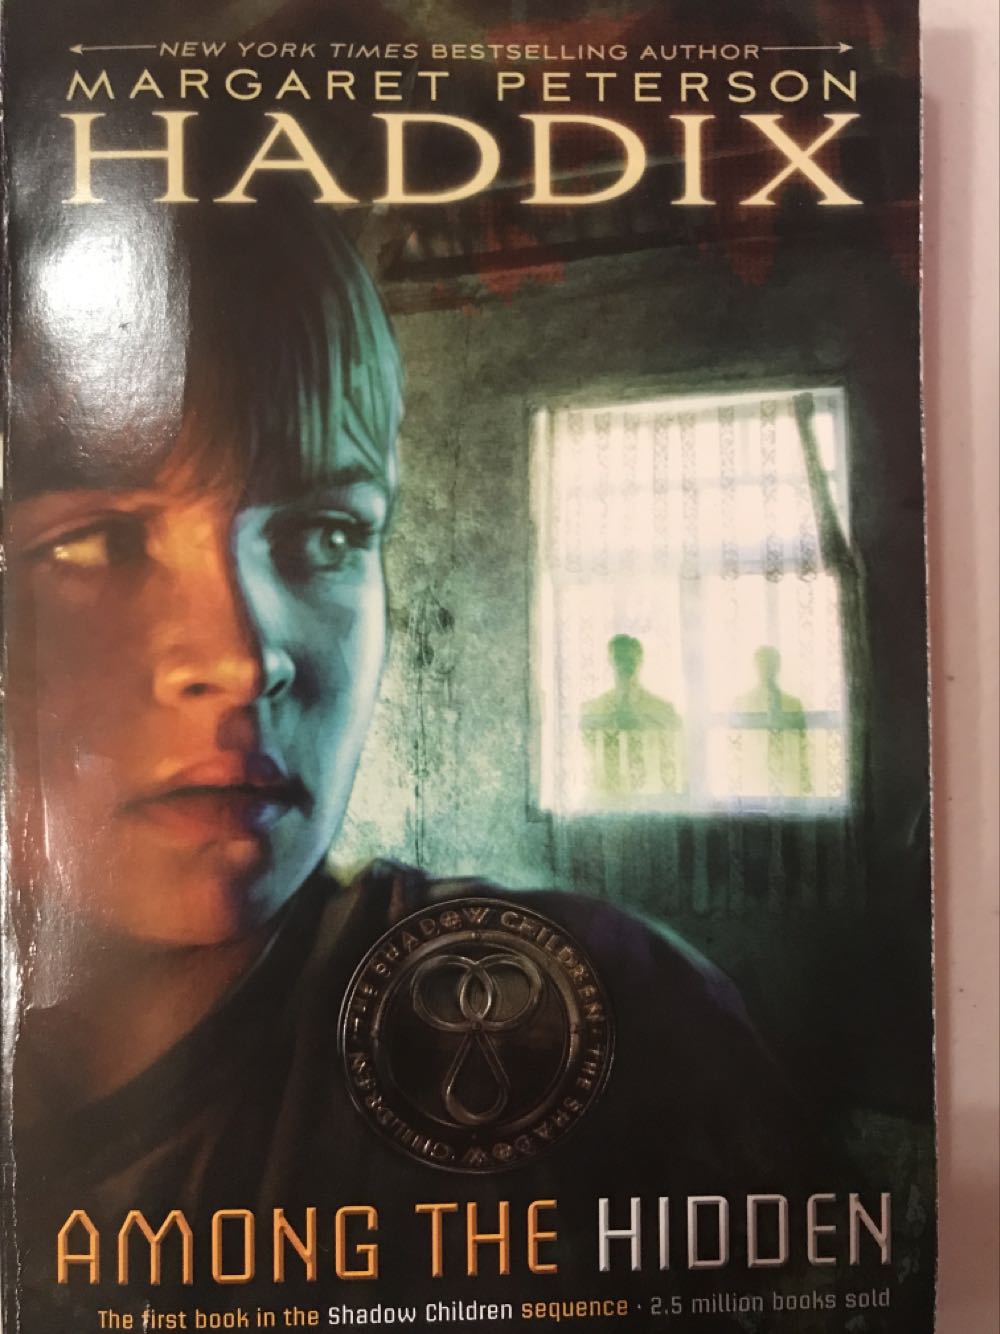 NEW YORK TIMES BESTSELLING AUTHOR
MARGARET PETERSON
HADDIX
THE SHADOW CHILDREN · THE SHADOW CHILDREN ·
AMONG THE HIDDEN
The first book in the Shadow Children sequence · 2.5 million books sold